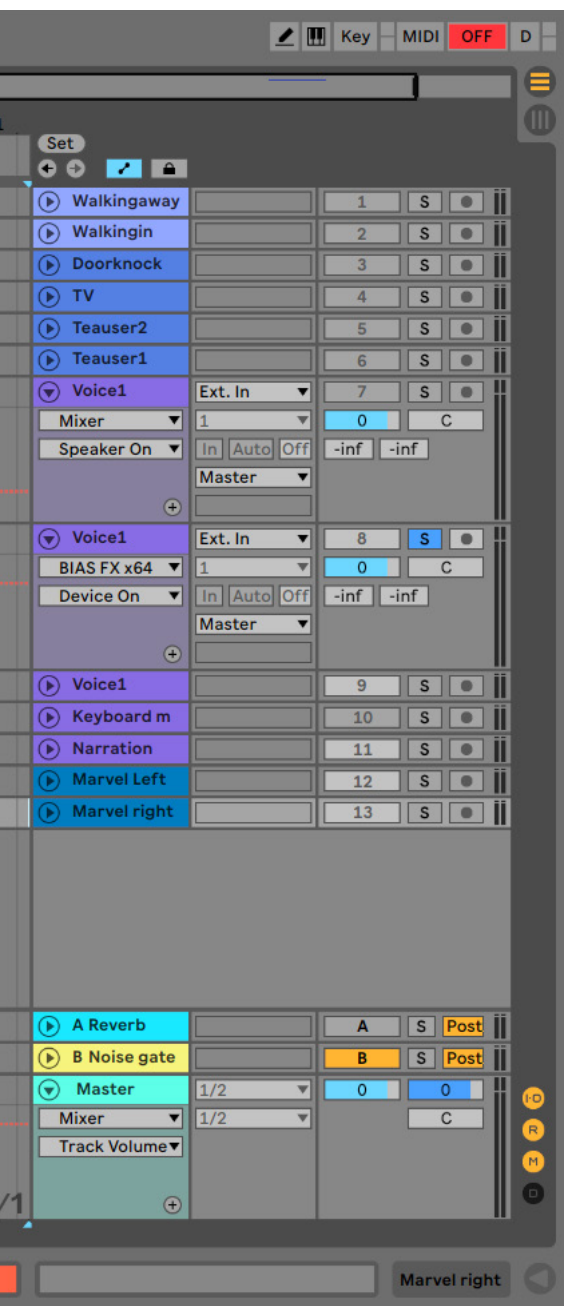 Key MIDI OFF D
1
Set
Walkingaway 1 S
Walkingin 2 S
Doorknock 3 S
TV 4 S
Teauser2 5 S
Teauser1 6 S
Voice1 Ext. In 7 S
Mixer 1 0 C
Speaker On In Auto Off -inf -inf
Master
Voice1 Ext. In 8 S
BIAS FX x64 1 0 C
Device On In Auto Off -inf -inf
Master
Voice1 9 S
Keyboard m 10 S
Narration 11 S
Marvel Left 12 S
Marvel right 13 S
A Reverb A S Post
B Noise gate B S Post
Master 1/2 0 0 I·O
Mixer 1/2 C R
Track Volume M
/1 D
Marvel right